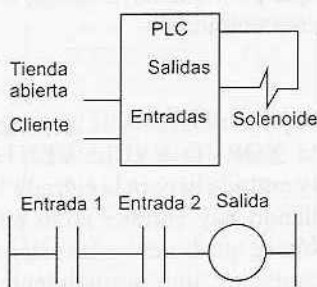 PLC
Salidas
Tienda
abierta
Cliente
Entradas
Solenoide
Entrada 1 Entrada 2 Salida